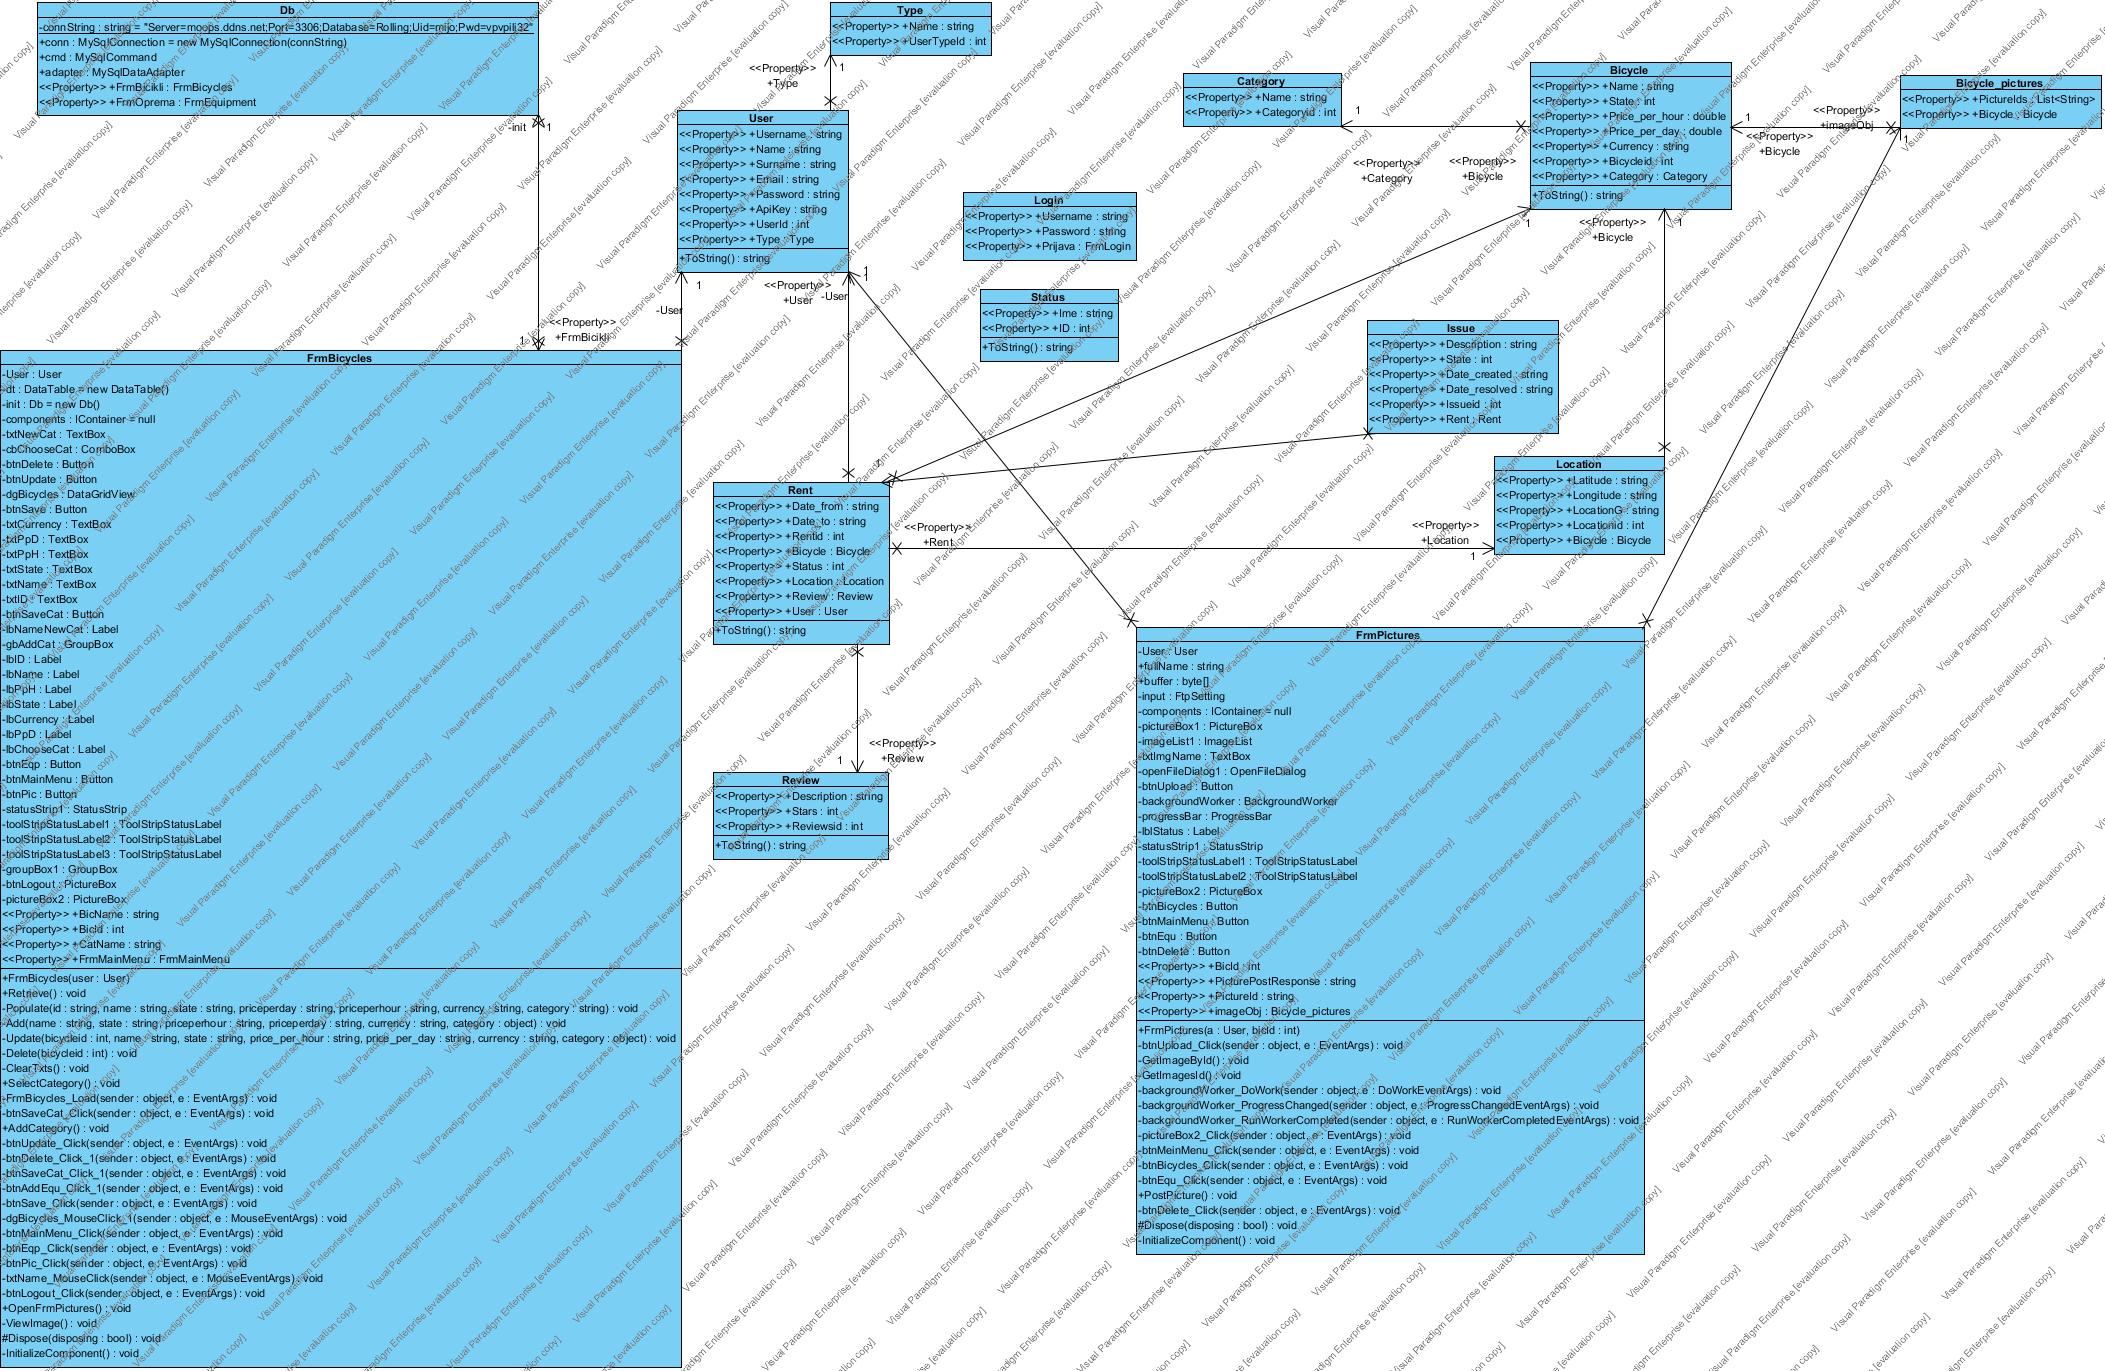 Db
-connString : string = "Server=moops.ddns.net;Port=3306;Database=Rolling;Uid=mijo;Pwd=vpvpilj32"
+conn : MySqlConnection = new MySqlConnection(connString)
+cmd : MySqlCommand
+adapter : MySqlDataAdapter
<<Property>> +FrmBicikli : FrmBicycles
<<Property>> +FrmOprema : FrmEquipment
-init
1
1
<<Property>>
+FrmBicikli
Type
<<Property>> +Name : string
<<Property>> +UserTypeId : int
<<Property>>
+Type
1
User
<<Property>> +Username : string
<<Property>> +Name : string
<<Property>> +Surname : string
<<Property>> +Email : string
<<Property>> +Password : string
<<Property>> +ApiKey : string
<<Property>> +UserId : int
<<Property>> +Type : Type
+ToString() : string
-User
1
<<Property>>
+User
-User
1
Category
<<Property>> +Name : string
<<Property>> +CategoryId : int
1
<<Property>>
+Category
<<Property>>
+Bicycle
Bicycle
<<Property>> +Name : string
<<Property>> +State : int
<<Property>> +Price_per_hour : double
<<Property>> +Price_per_day : double
<<Property>> +Currency : string
<<Property>> +Bicycleid : int
<<Property>> +Category : Category
+ToString() : string
1
1
<<Property>>
+Bicycle
1
<<Property>>
+Bicycle
<<Property>>
+imageObj
1
Bicycle_pictures
<<Property>> +PictureIds : List<String>
<<Property>> +Bicycle : Bicycle
Login
<<Property>> +Username : string
<<Property>> +Password : string
<<Property>> +Prijava : FrmLogin
Status
<<Property>> +Ime : string
<<Property>> +ID : int
+ToString() : string
Issue
<<Property>> +Description : string
<<Property>> +State : int
<<Property>> +Date_created : string
<<Property>> +Date_resolved : string
<<Property>> +Issueid : int
<<Property>> +Rent : Rent
Location
<<Property>> +Latitude : string
<<Property>> +Longitude : string
<<Property>> +LocationG : string
<<Property>> +Locationid : int
<<Property>> +Bicycle : Bicycle
Rent
<<Property>> +Date_from : string
<<Property>> +Date_to : string
<<Property>> +Rentid : int
<<Property>> +Bicycle : Bicycle
<<Property>> +Status : int
<<Property>> +Location : Location
<<Property>> +Review : Review
<<Property>> +User : User
+ToString() : string
<<Property>>
+Rent
<<Property>>
+Location
1
<<Property>>
+Review
1
Review
<<Property>> +Description : string
<<Property>> +Stars : int
<<Property>> +Reviewsid : int
+ToString() : string
FrmBicycles
-User : User
-dt : DataTable = new DataTable()
-init : Db = new Db()
-components : IContainer = null
-txtNewCat : TextBox
-cbChooseCat : ComboBox
-btnDelete : Button
-btnUpdate : Button
-dgBicycles : DataGridView
-btnSave : Button
-txtCurrency : TextBox
-txtPpD : TextBox
-txtPpH : TextBox
-txtState : TextBox
-txtName : TextBox
-txtID : TextBox
-btnSaveCat : Button
-lbNameNewCat : Label
-gbAddCat : GroupBox
-lbID : Label
-lbName : Label
-lbPpH : Label
-lbState : Label
-lbCurrency : Label
-lbPpD : Label
-lbChooseCat : Label
-btnEqp : Button
-btnMainMenu : Button
-btnPic : Button
-statusStrip1 : StatusStrip
-toolStripStatusLabel1 : ToolStripStatusLabel
-toolStripStatusLabel2 : ToolStripStatusLabel
-toolStripStatusLabel3 : ToolStripStatusLabel
-groupBox1 : GroupBox
-btnLogout : PictureBox
-pictureBox2 : PictureBox
<<Property>> +BicName : string
<<Property>> +BicId : int
<<Property>> +CatName : string
<<Property>> +FrmMainMenu : FrmMainMenu
+FrmBicycles(user : User)
+Retrieve() : void
-Populate(id : string, name : string, state : string, priceperday : string, priceperhour : string, currency : string, category : string) : void
-Add(name : string, state : string, priceperhour : string, priceperday : string, currency : string, category : object) : void
-Update(bicycleid : int, name : string, state : string, price_per_hour : string, price_per_day : string, currency : string, category : object) : void
-Delete(bicycleid : int) : void
-ClearTxts() : void
+SelectCategory() : void
-FrmBicycles_Load(sender : object, e : EventArgs) : void
-btnSaveCat_Click(sender : object, e : EventArgs) : void
+AddCategory() : void
-btnUpdate_Click(sender : object, e : EventArgs) : void
-btnDelete_Click_1(sender : object, e : EventArgs) : void
-btnSaveCat_Click_1(sender : object, e : EventArgs) : void
-btnAddEqu_Click_1(sender : object, e : EventArgs) : void
-btnSave_Click(sender : object, e : EventArgs) : void
-dgBicycles_MouseClick_1(sender : object, e : MouseEventArgs) : void
-btnMainMenu_Click(sender : object, e : EventArgs) : void
-btnEqp_Click(sender : object, e : EventArgs) : void
-btnPic_Click(sender : object, e : EventArgs) : void
-txtName_MouseClick(sender : object, e : MouseEventArgs) : void
-btnLogout_Click(sender : object, e : EventArgs) : void
+OpenFrmPictures() : void
-ViewImage() : void
#Dispose(disposing : bool) : void
-InitializeComponent() : void
FrmPictures
-User : User
+fullName : string
+buffer : byte[]
-input : FtpSetting
-components : IContainer = null
-pictureBox1 : PictureBox
-imageList1 : ImageList
-txtImgName : TextBox
-openFileDialog1 : OpenFileDialog
-btnUpload : Button
-backgroundWorker : BackgroundWorker
-progressBar : ProgressBar
-lblStatus : Label
-statusStrip1 : StatusStrip
-toolStripStatusLabel1 : ToolStripStatusLabel
-toolStripStatusLabel2 : ToolStripStatusLabel
-pictureBox2 : PictureBox
-btnBicycles : Button
-btnMainMenu : Button
-btnEqu : Button
-btnDelete : Button
<<Property>> +BicId : int
<<Property>> +PicturePostResponse : string
<<Property>> +PictureId : string
<<Property>> +imageObj : Bicycle_pictures
+FrmPictures(a : User, bicId : int)
-btnUpload_Click(sender : object, e : EventArgs) : void
-GetImageById() : void
-GetImagesId() : void
-backgroundWorker_DoWork(sender : object, e : DoWorkEventArgs) : void
-backgroundWorker_ProgressChanged(sender : object, e : ProgressChangedEventArgs) : void
-backgroundWorker_RunWorkerCompleted(sender : object, e : RunWorkerCompletedEventArgs) : void
-pictureBox2_Click(sender : object, e : EventArgs) : void
-btnMeinMenu_Click(sender : object, e : EventArgs) : void
-btnBicycles_Click(sender : object, e : EventArgs) : void
-btnEqu_Click(sender : object, e : EventArgs) : void
+PostPicture() : void
-btnDelete_Click(sender : object, e : EventArgs) : void
#Dispose(disposing : bool) : void
-InitializeComponent() : void
Visual Paradigm Enterprise [evaluation copy]